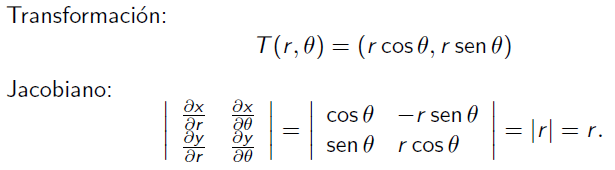 Transformación:
T(r, θ) = (r cos θ, r sen θ)
Jacobiano:
| ∂x/∂r ∂x/∂θ ; ∂y/∂r ∂y/∂θ | = | cos θ −r sen θ ; sen θ r cos θ | = |r| = r.